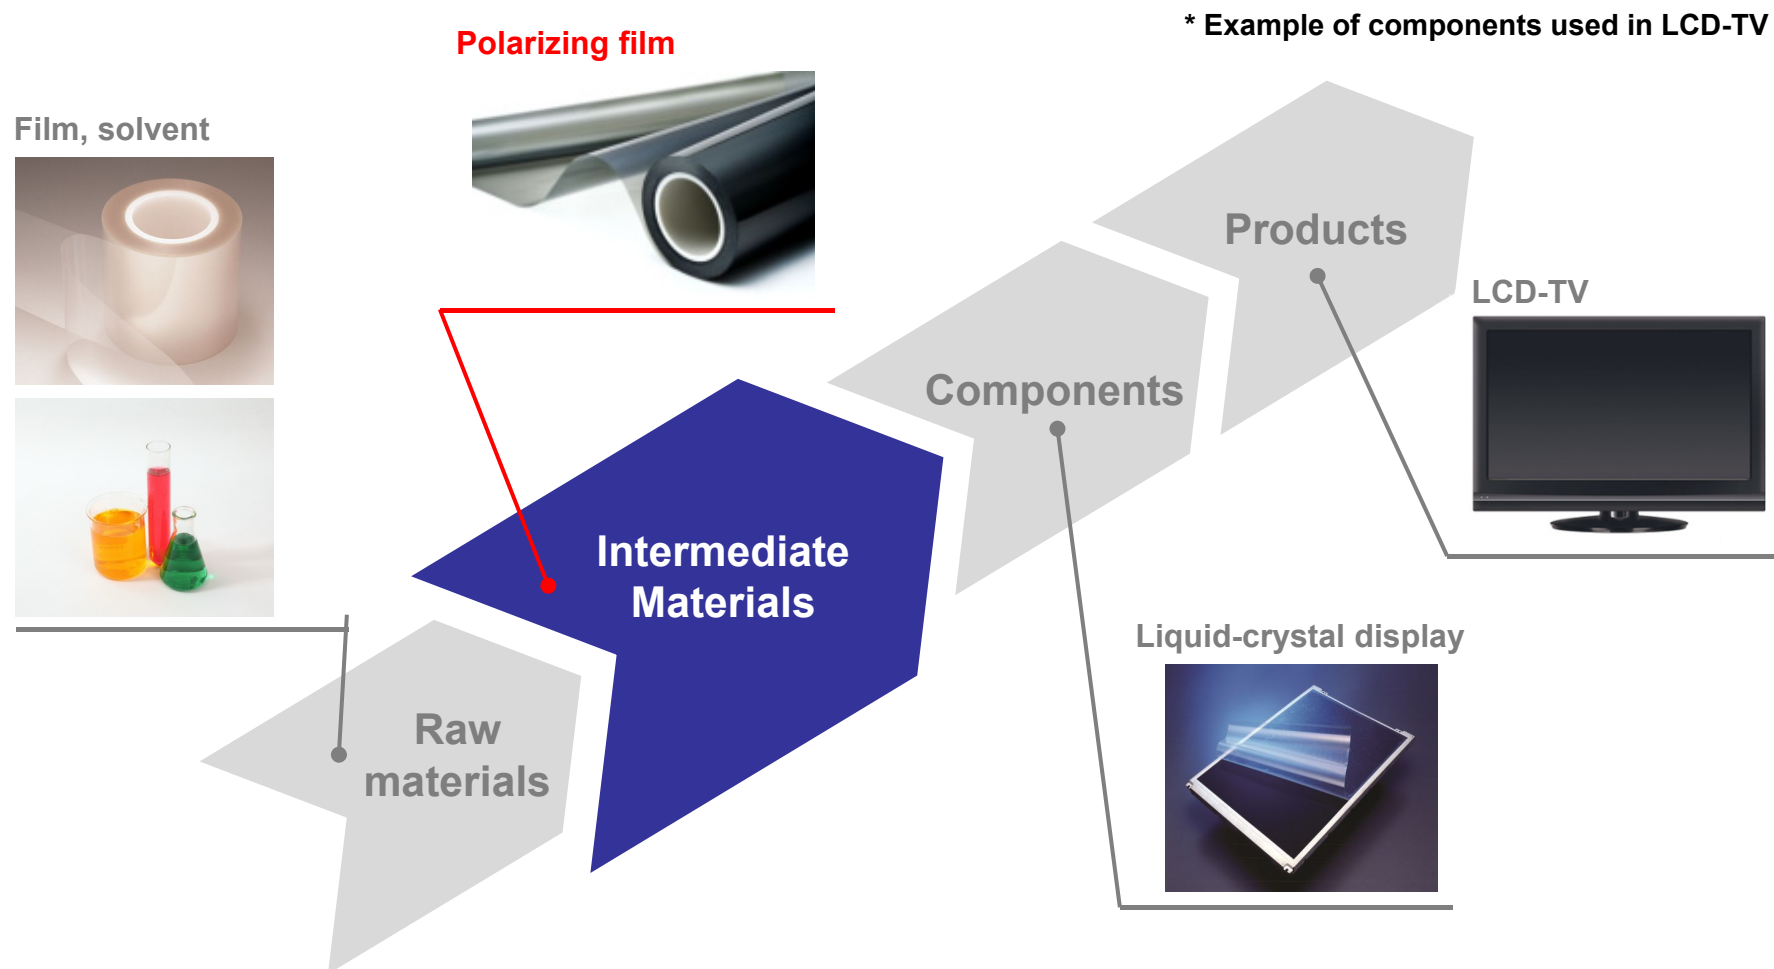 * Example of components used in LCD-TV
Polarizing film
Film, solvent
Products
LCD-TV
Components
Intermediate
Materials
Liquid-crystal display
Raw
materials